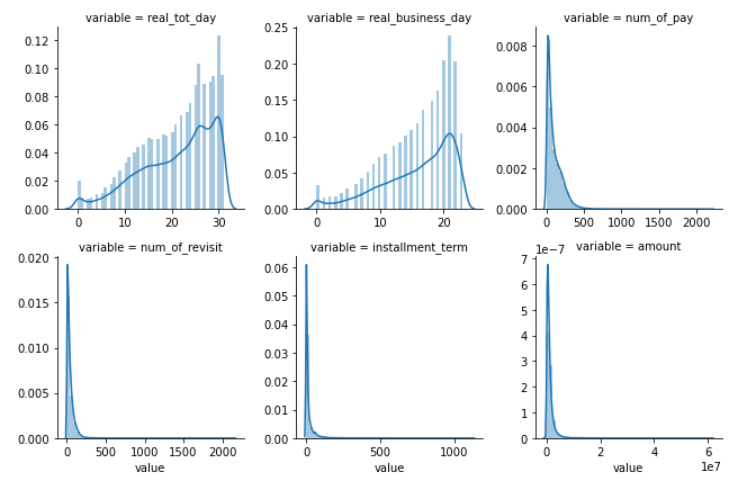 variable = real_tot_day
variable = real_business_day
variable = num_of_pay
0.12
0.10
0.08
0.06
0.04
0.02
0.00
0 10 20 30
0.25
0.20
0.15
0.10
0.05
0.00
0 10 20
0.008
0.006
0.004
0.002
0.000
0 500 1000 1500 2000
variable = num_of_revisit
variable = installment_term
variable = amount
0.020
0.015
0.010
0.005
0.000
0 500 1000 1500 2000
value
0.06
0.05
0.04
0.03
0.02
0.01
0.00
0 500 1000
value
1e−7
7
6
5
4
3
2
1
0
0 2 4 6
1e7
value